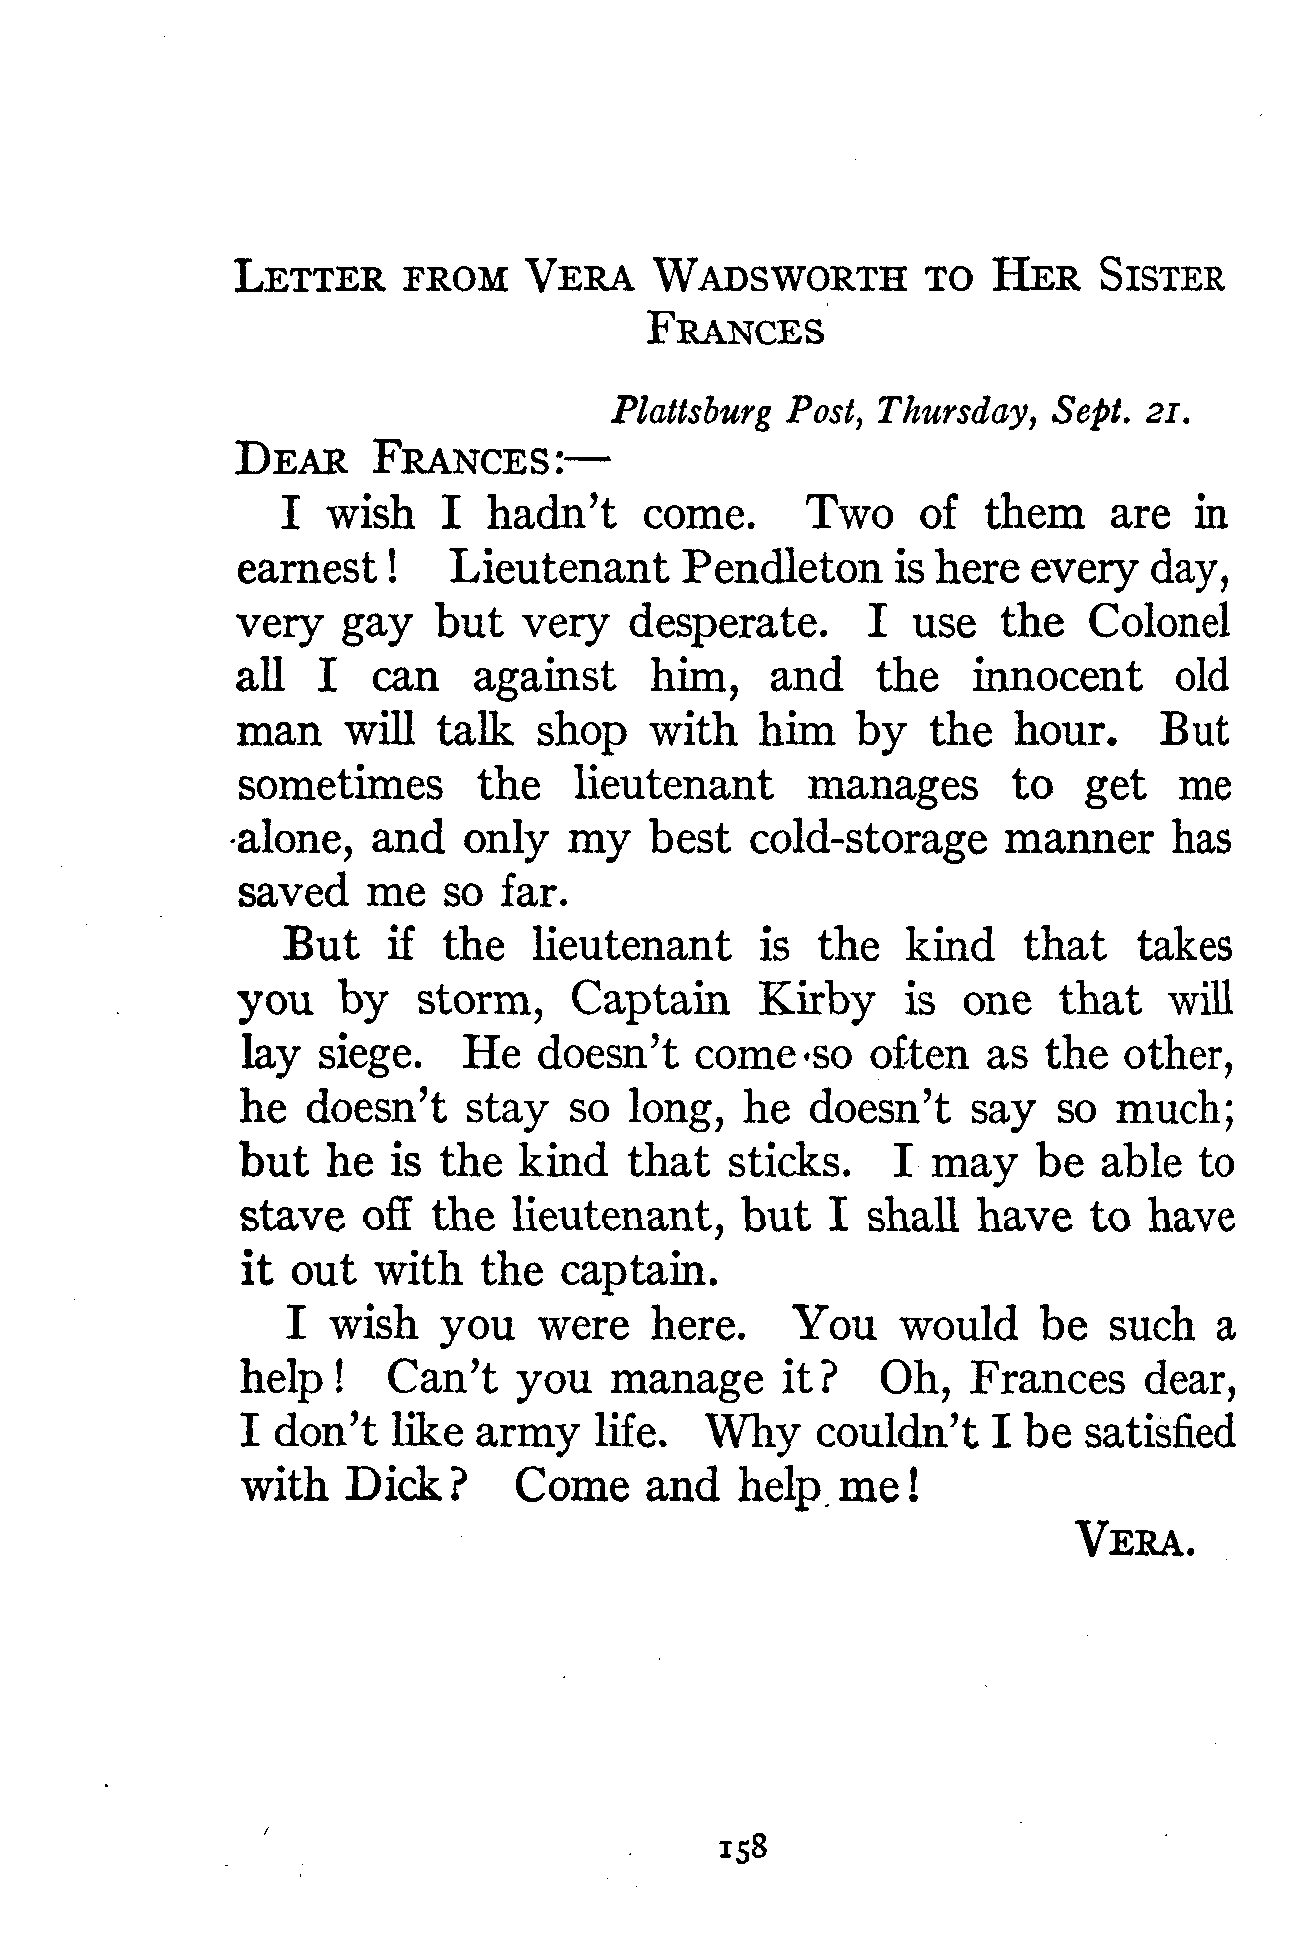 LETTER FROM VERA WADSWORTH TO HER SISTER
FRANCES
Plattsburg Post, Thursday, Sept. 21.
DEAR FRANCES:—
I wish I hadn't come. Two of them are in
earnest! Lieutenant Pendleton is here every day,
very gay but very desperate. I use the Colonel
all I can against him, and the innocent old
man will talk shop with him by the hour. But
sometimes the lieutenant manages to get me
alone, and only my best cold-storage manner has
saved me so far.
But if the lieutenant is the kind that takes
you by storm, Captain Kirby is one that will
lay siege. He doesn't come so often as the other,
he doesn't stay so long, he doesn't say so much;
but he is the kind that sticks. I may be able to
stave off the lieutenant, but I shall have to have
it out with the captain.
I wish you were here. You would be such a
help! Can't you manage it? Oh, Frances dear,
I don't like army life. Why couldn't I be satisfied
with Dick? Come and help me!
VERA.
158